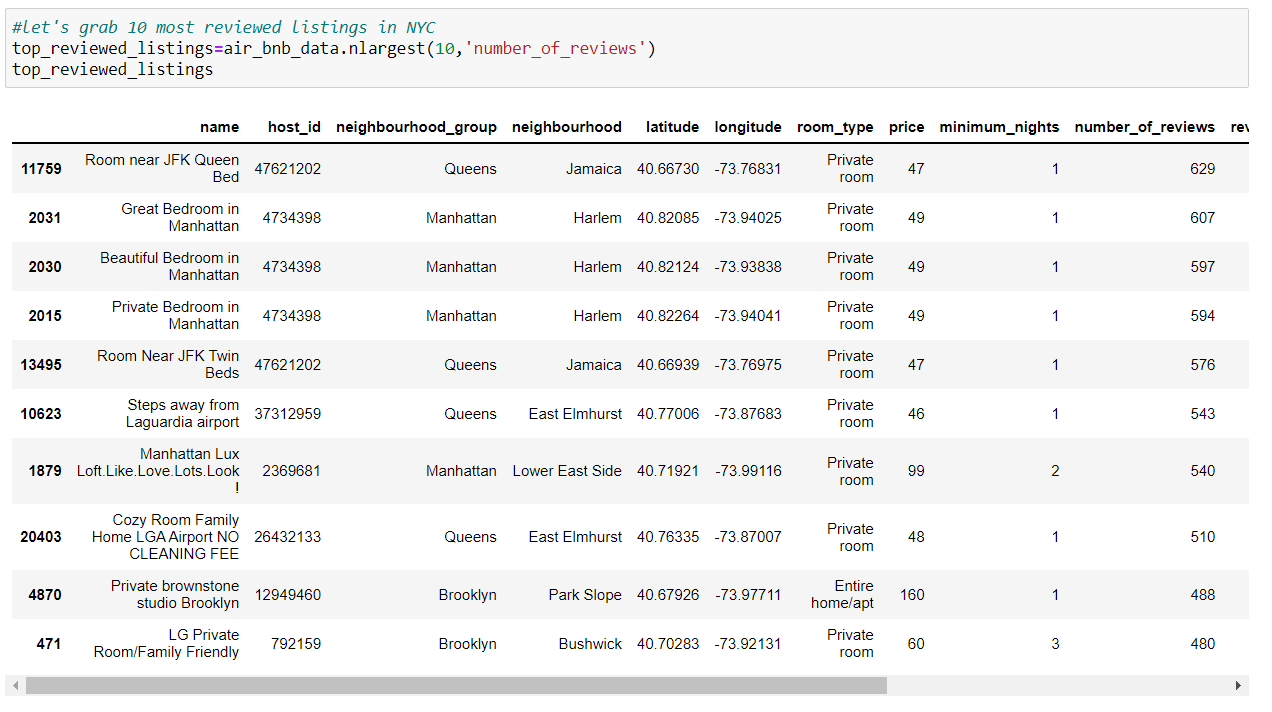 #let's grab 10 most reviewed listings in NYC
top_reviewed_listings=air_bnb_data.nlargest(10,'number_of_reviews')
top_reviewed_listings
name host_id neighbourhood_group neighbourhood latitude longitude room_type price minimum_nights number_of_reviews rev
11759 Room near JFK Queen Bed 47621202 Queens Jamaica 40.66730 -73.76831 Private room 47 1 629
2031 Great Bedroom in Manhattan 4734398 Manhattan Harlem 40.82085 -73.94025 Private room 49 1 607
2030 Beautiful Bedroom in Manhattan 4734398 Manhattan Harlem 40.82124 -73.93838 Private room 49 1 597
2015 Private Bedroom in Manhattan 4734398 Manhattan Harlem 40.82264 -73.94041 Private room 49 1 594
13495 Room Near JFK Twin Beds 47621202 Queens Jamaica 40.66939 -73.76975 Private room 47 1 576
10623 Steps away from Laguardia airport 37312959 Queens East Elmhurst 40.77006 -73.87683 Private room 46 1 543
1879 Manhattan Lux Loft.Like.Love.Lots.Look ! 2369681 Manhattan Lower East Side 40.71921 -73.99116 Private room 99 2 540
20403 Cozy Room Family Home LGA Airport NO CLEANING FEE 26432133 Queens East Elmhurst 40.76335 -73.87007 Private room 48 1 510
4870 Private brownstone studio Brooklyn 12949460 Brooklyn Park Slope 40.67926 -73.97711 Entire home/apt 160 1 488
471 LG Private Room/Family Friendly 792159 Brooklyn Bushwick 40.70283 -73.92131 Private room 60 3 480